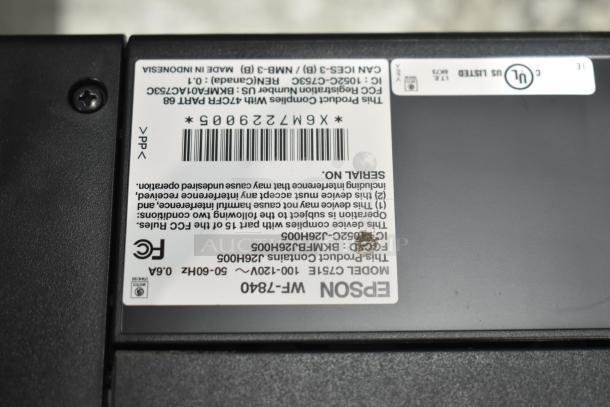 EPSON WF-7840
MODEL C751E 100-120V～ 50-60Hz 0.6A
This Product Contains J26H005
FCC ID BKMFBJ26H005
IC 1052C-J26H005
This device complies with part 15 of the FCC Rules.
Operation is subject to the following two conditions:
(1) This device may not cause harmful interference, and
(2) this device must accept any interference received,
including interference that may cause undesired operation.
FC
SERIAL NO.
*X6M7229005*
This Product Complies With 47CFR PART 68
FCC Registration Number US: BKMFA01AC753C
IC : 1052C-C753C REN(Canada) : 0.1
CAN ICES-3 (B) / NMB-3 (B) MADE IN INDONESIA
>PP<
C UL US LISTED
I.T.E.
6K73
>PP<